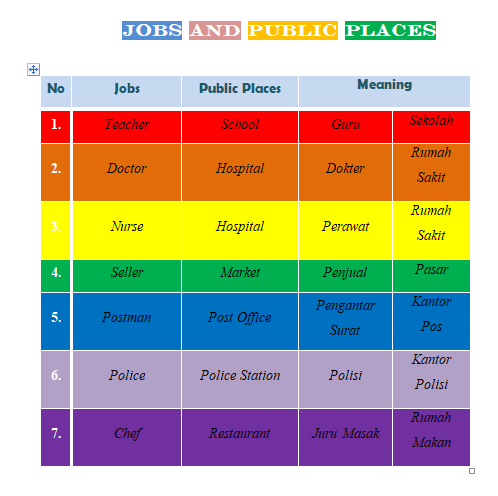 JOBS AND PUBLIC PLACES
No Jobs Public Places Meaning
1. Teacher School Guru Sekolah
2. Doctor Hospital Dokter Rumah Sakit
3. Nurse Hospital Perawat Rumah Sakit
4. Seller Market Penjual Pasar
5. Postman Post Office Pengantar Surat Kantor Pos
6. Police Police Station Polisi Kantor Polisi
7. Chef Restaurant Juru Masak Rumah Makan